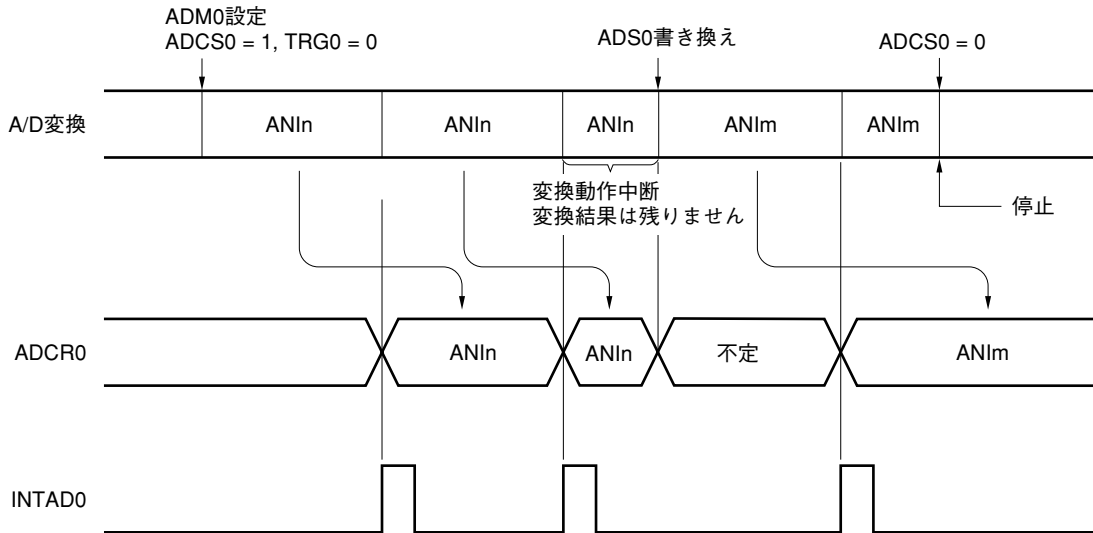 ADM0設定
ADCS0 = 1, TRG0 = 0
ADS0書き換え
ADCS0 = 0
A/D変換
ANIn
ANIn
ANIn
ANIm
ANIm
変換動作中断
変換結果は残りません
停止
ADCR0
ANIn
ANIn
不定
ANIm
INTAD0